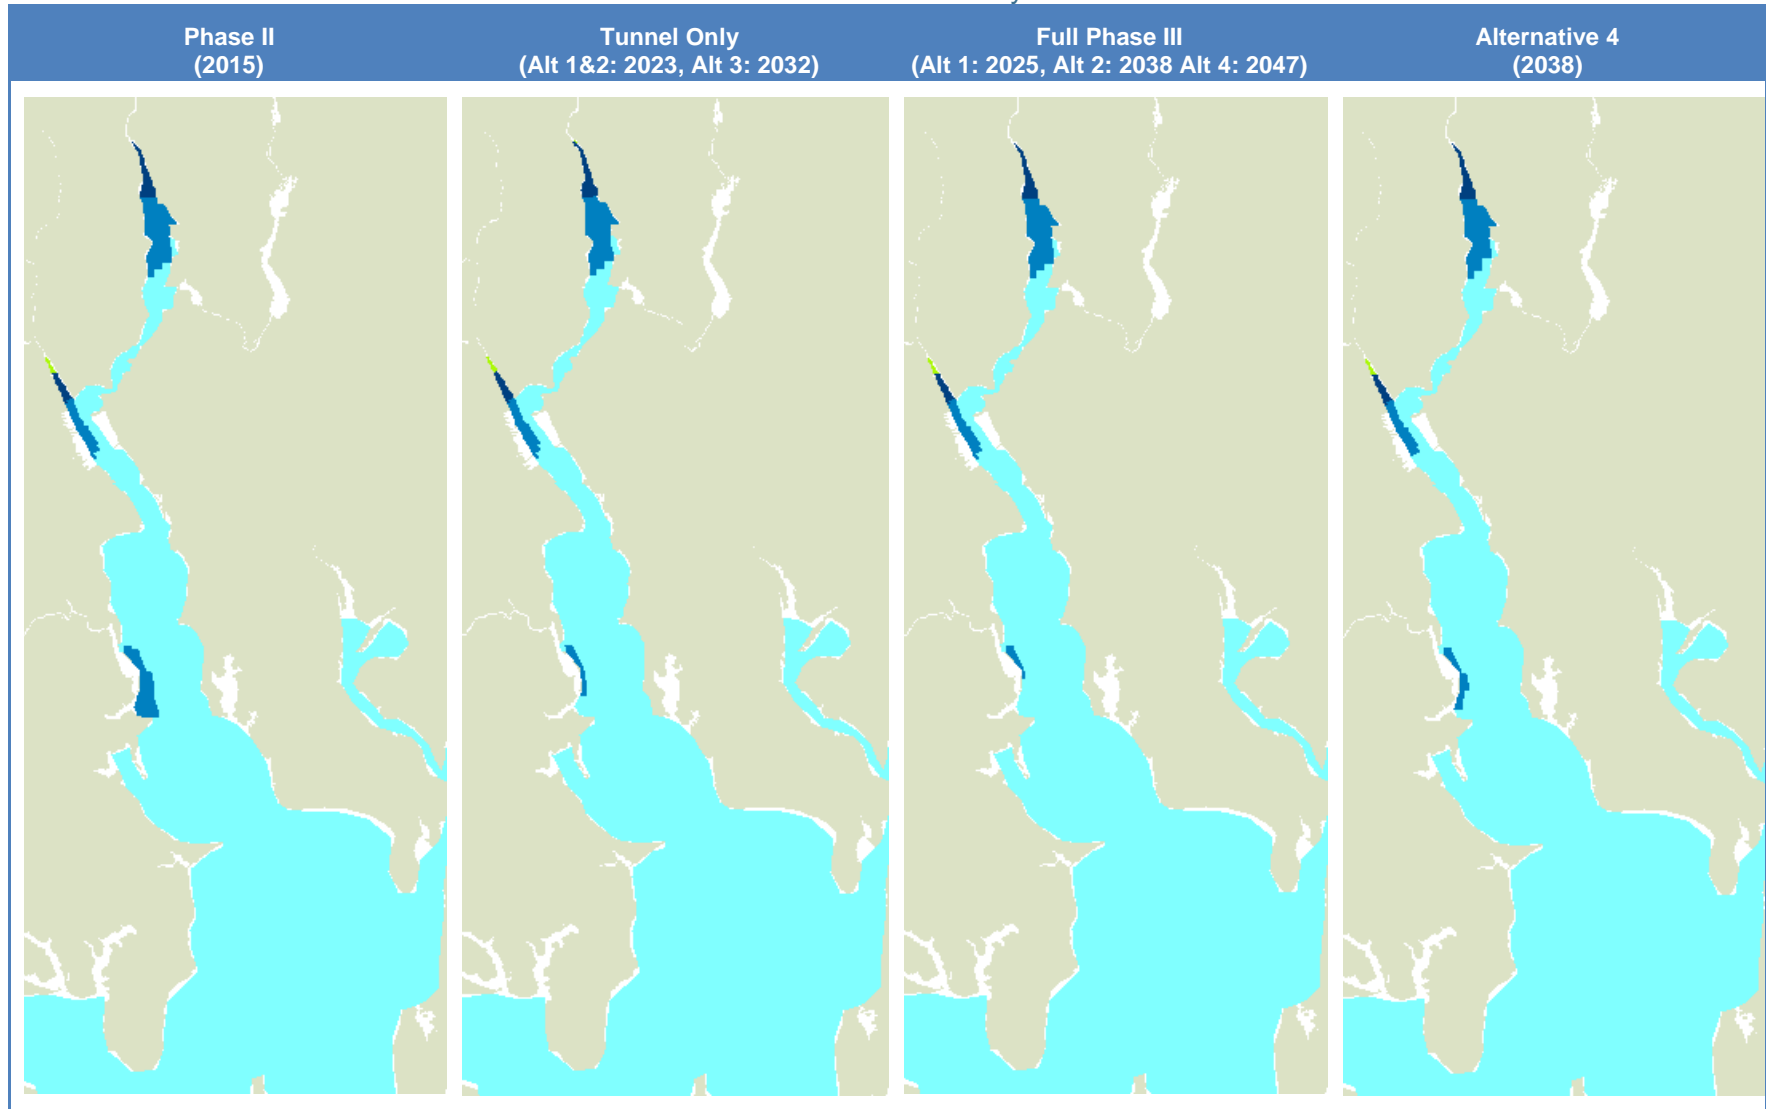 Phase II
(2015)
Tunnel Only
(Alt 1&2: 2023, Alt 3: 2032)
Full Phase III
(Alt 1: 2025, Alt 2: 2038 Alt 4: 2047)
Alternative 4
(2038)